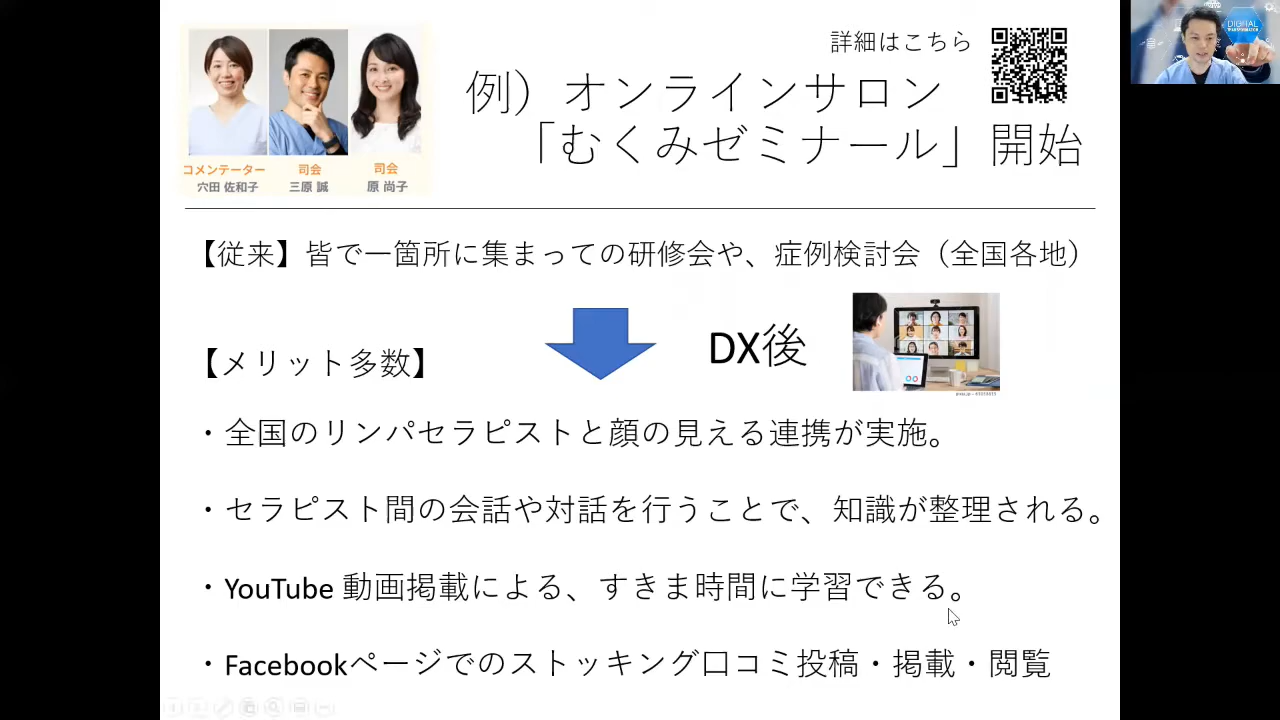 詳細はこちら
例）オンラインサロン
「むくみゼミナール」開始
コメンテーター
司会
司会
穴田 佐和子
三原 誠
原 尚子
DIGITAL
【従来】皆で一箇所に集まっての研修会や、症例検討会（全国各地）
DX後
【メリット多数】
・全国のリンパセラピストと顔の見える連携が実施。
・セラピスト間の会話や対話を行うことで、知識が整理される。
・YouTube 動画掲載による、すきま時間に学習できる。
・Facebookページでのストッキング口コミ投稿・掲載・閲覧